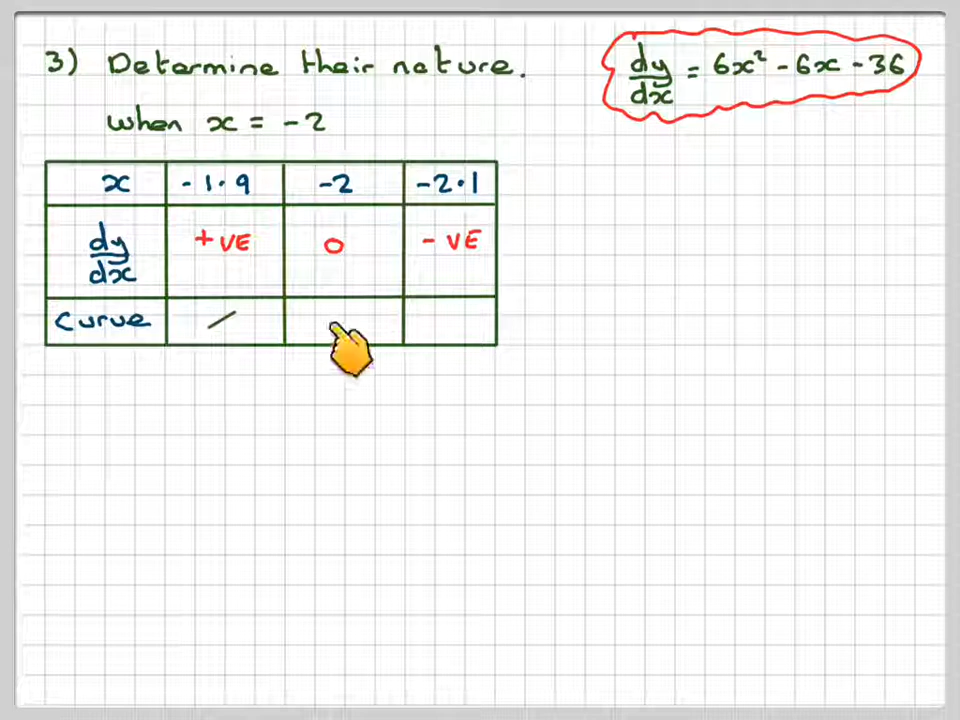 3) Determine their nature.
dy/dx = 6x² - 6x - 36
when x = -2
x -1·9 -2 -2·1
dy/dx +VE 0 -VE
Curve /